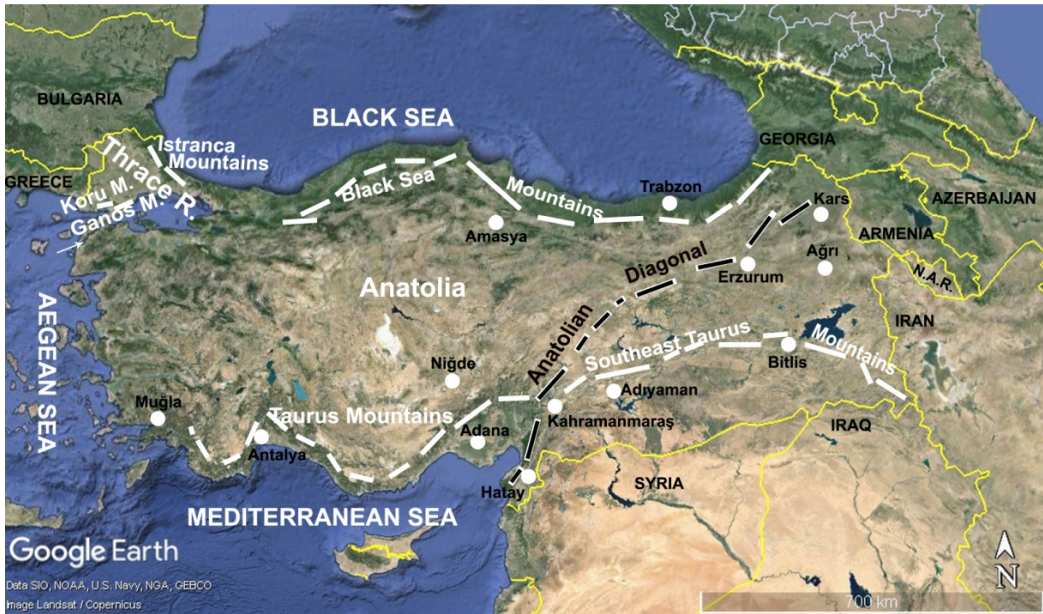 BULGARIA
BLACK SEA
GEORGIA
Istranca
Mountains
Thrace R.
GREECE
Koru M.
Ganos M.
Black Sea
Mountains
Trabzon
Kars
AZERBAIJAN
ARMENIA
Amasya
Diagonal
Erzurum
Ağrı
N.A.R.
Anatolia
AEGEAN SEA
Anatolian
IRAN
Southeast Taurus
Mountains
Bitlis
Niğde
Adıyaman
Muğla
Taurus Mountains
Kahramanmaraş
Antalya
Adana
IRAQ
Hatay
SYRIA
MEDITERRANEAN SEA
Google Earth
Data SIO, NOAA, U.S. Navy, NGA, GEBCO
Image Landsat / Copernicus
N
700 km